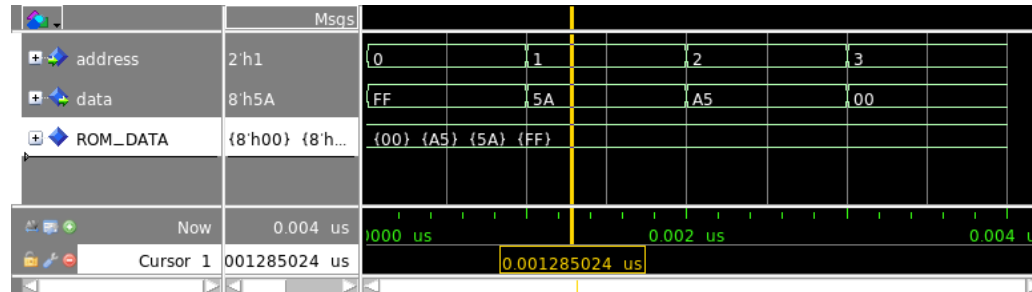 Msgs
address 2'h1 0 1 2 3
data 8'h5A FF 5A A5 00
ROM_DATA {8'h00} {8'h... {00} {A5} {5A} {FF}
Now 0.004 us 0000 us 0.002 us 0.004 u
Cursor 1 001285024 us 0.001285024 us